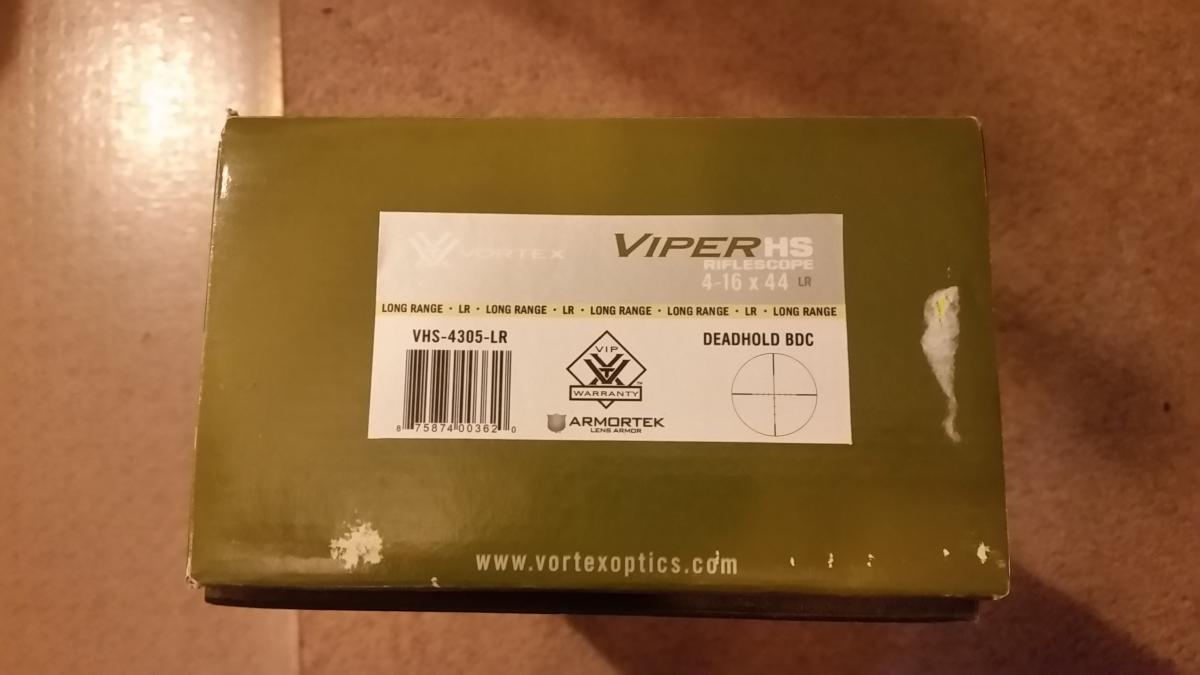 VORTEX
VIPER HS
RIFLESCOPE
4-16 x 44 LR
LONG RANGE · LR · LONG RANGE · LR · LONG RANGE · LONG RANGE · LR · LONG RANGE
VHS-4305-LR
DEADHOLD BDC
VIP
WARRANTY
ARMORTEK
LENS ARMOR
8 75874 00362 0
www.vortexoptics.com